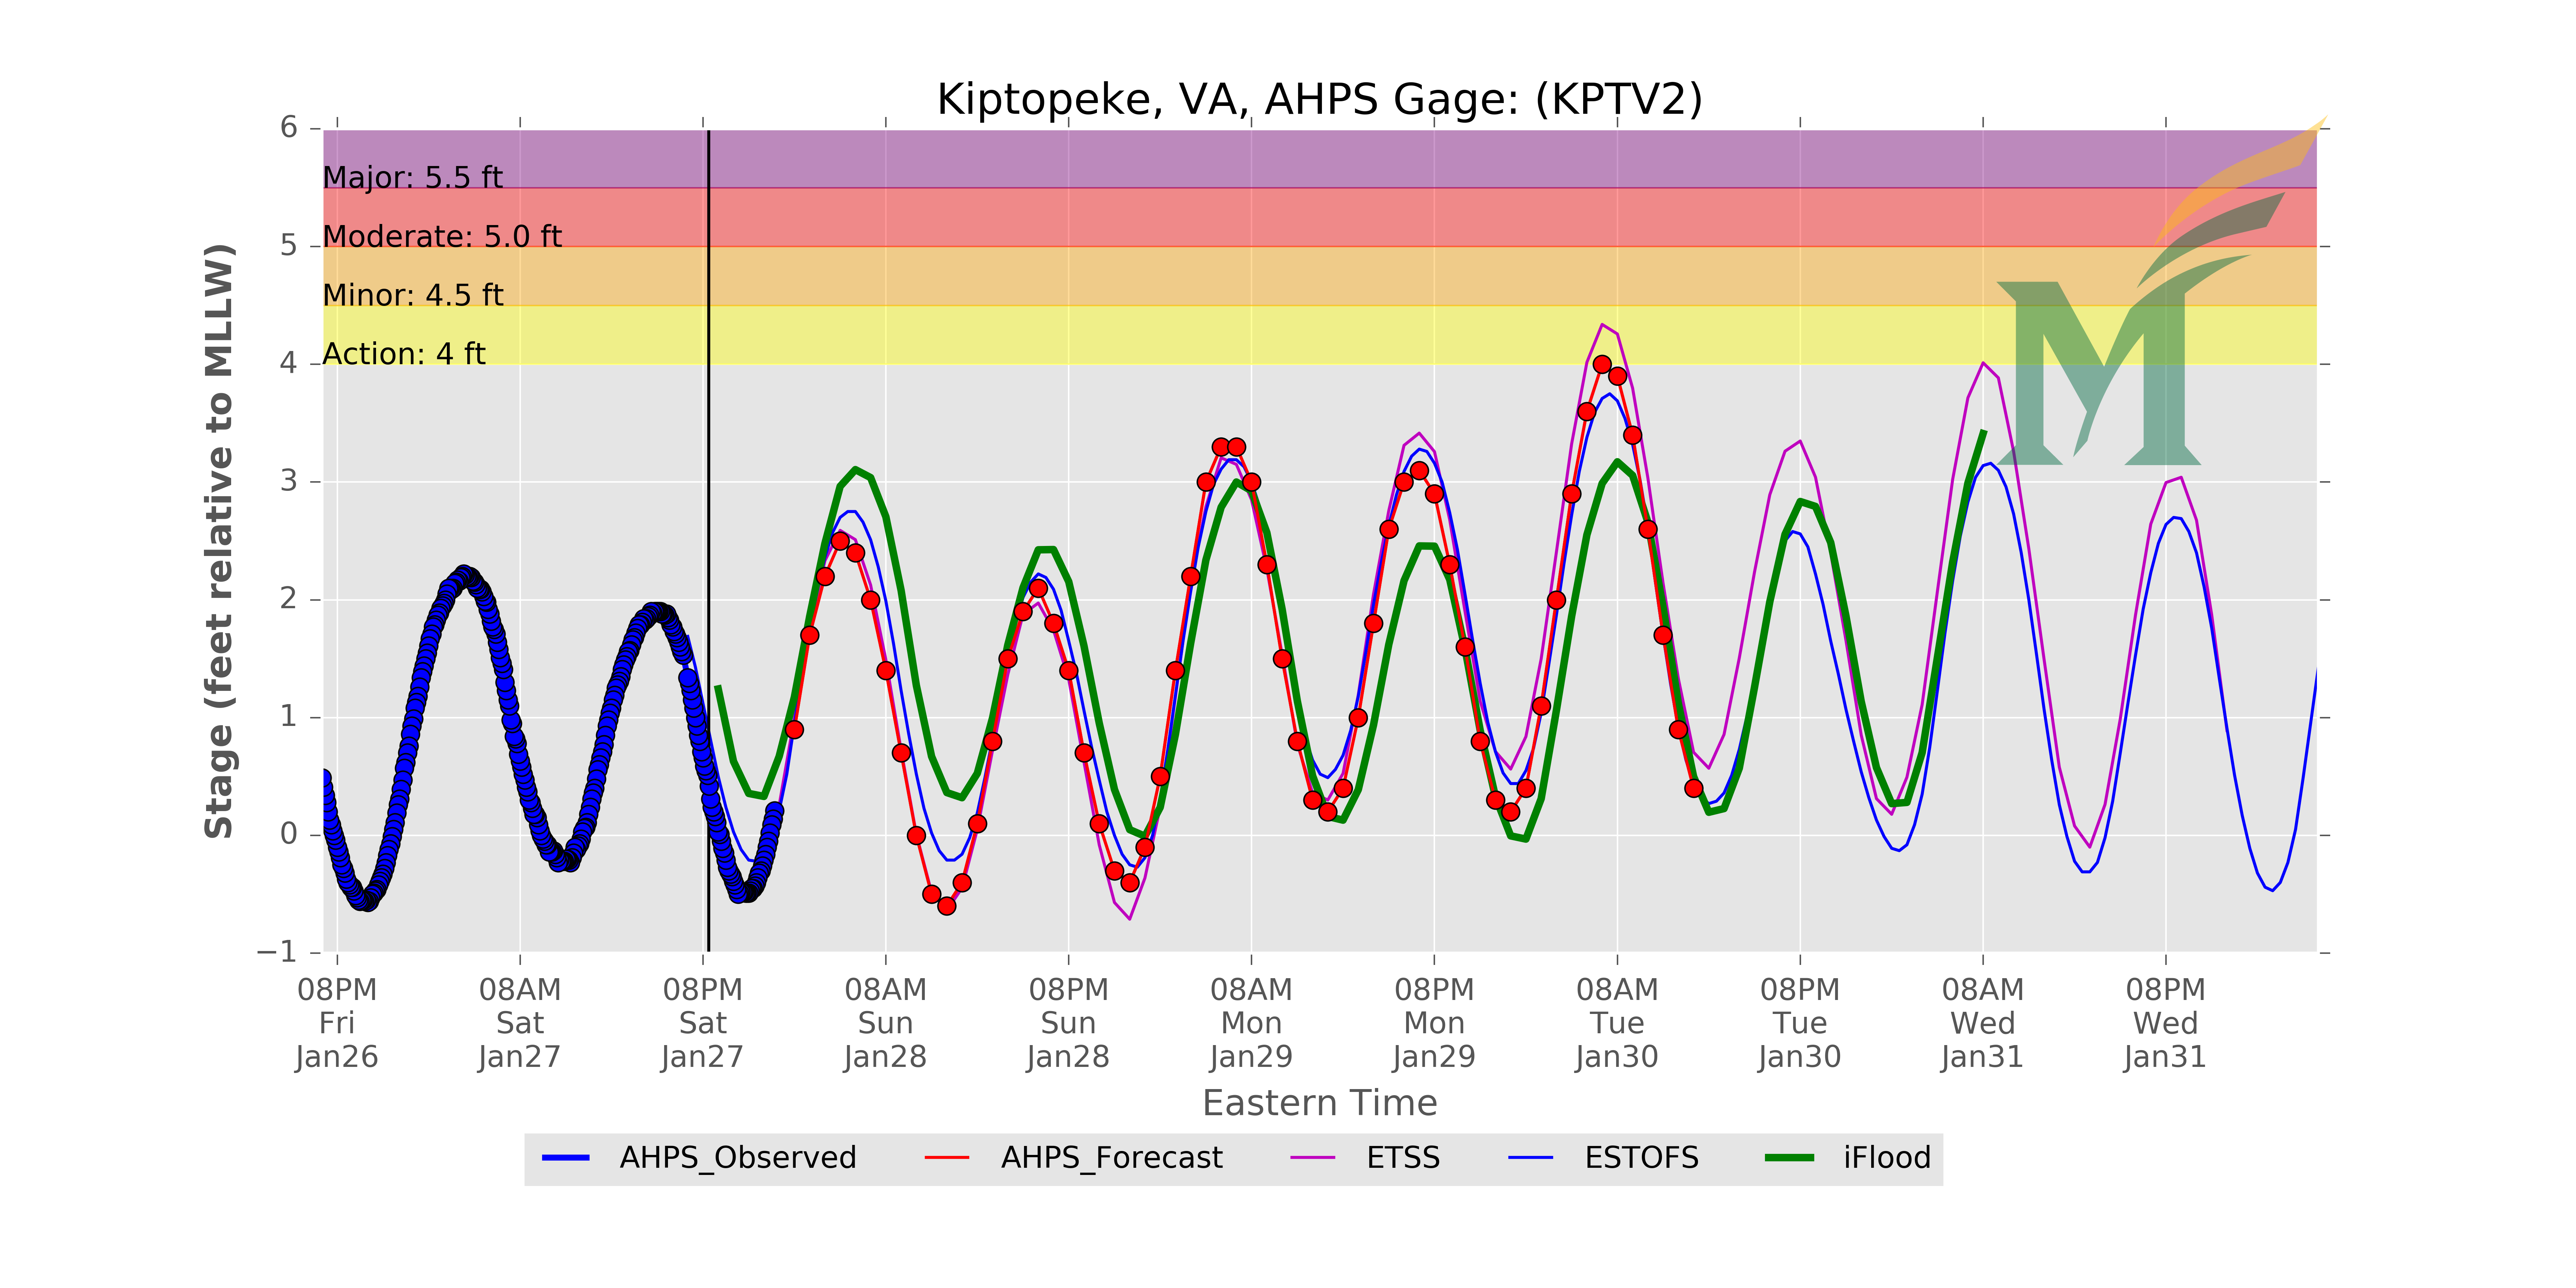 Kiptopeke, VA, AHPS Gage: (KPTV2)
6
5
4
3
2
1
0
−1
Stage (feet relative to MLLW)
Major: 5.5 ft
Moderate: 5.0 ft
Minor: 4.5 ft
Action: 4 ft
M
08PM 08AM 08PM 08AM 08PM 08AM 08PM 08AM 08PM 08AM 08PM
Fri Sat Sat Sun Sun Mon Mon Tue Tue Wed Wed
Jan26 Jan27 Jan27 Jan28 Jan28 Jan29 Jan29 Jan30 Jan30 Jan31 Jan31
Eastern Time
AHPS_Observed AHPS_Forecast ETSS ESTOFS iFlood